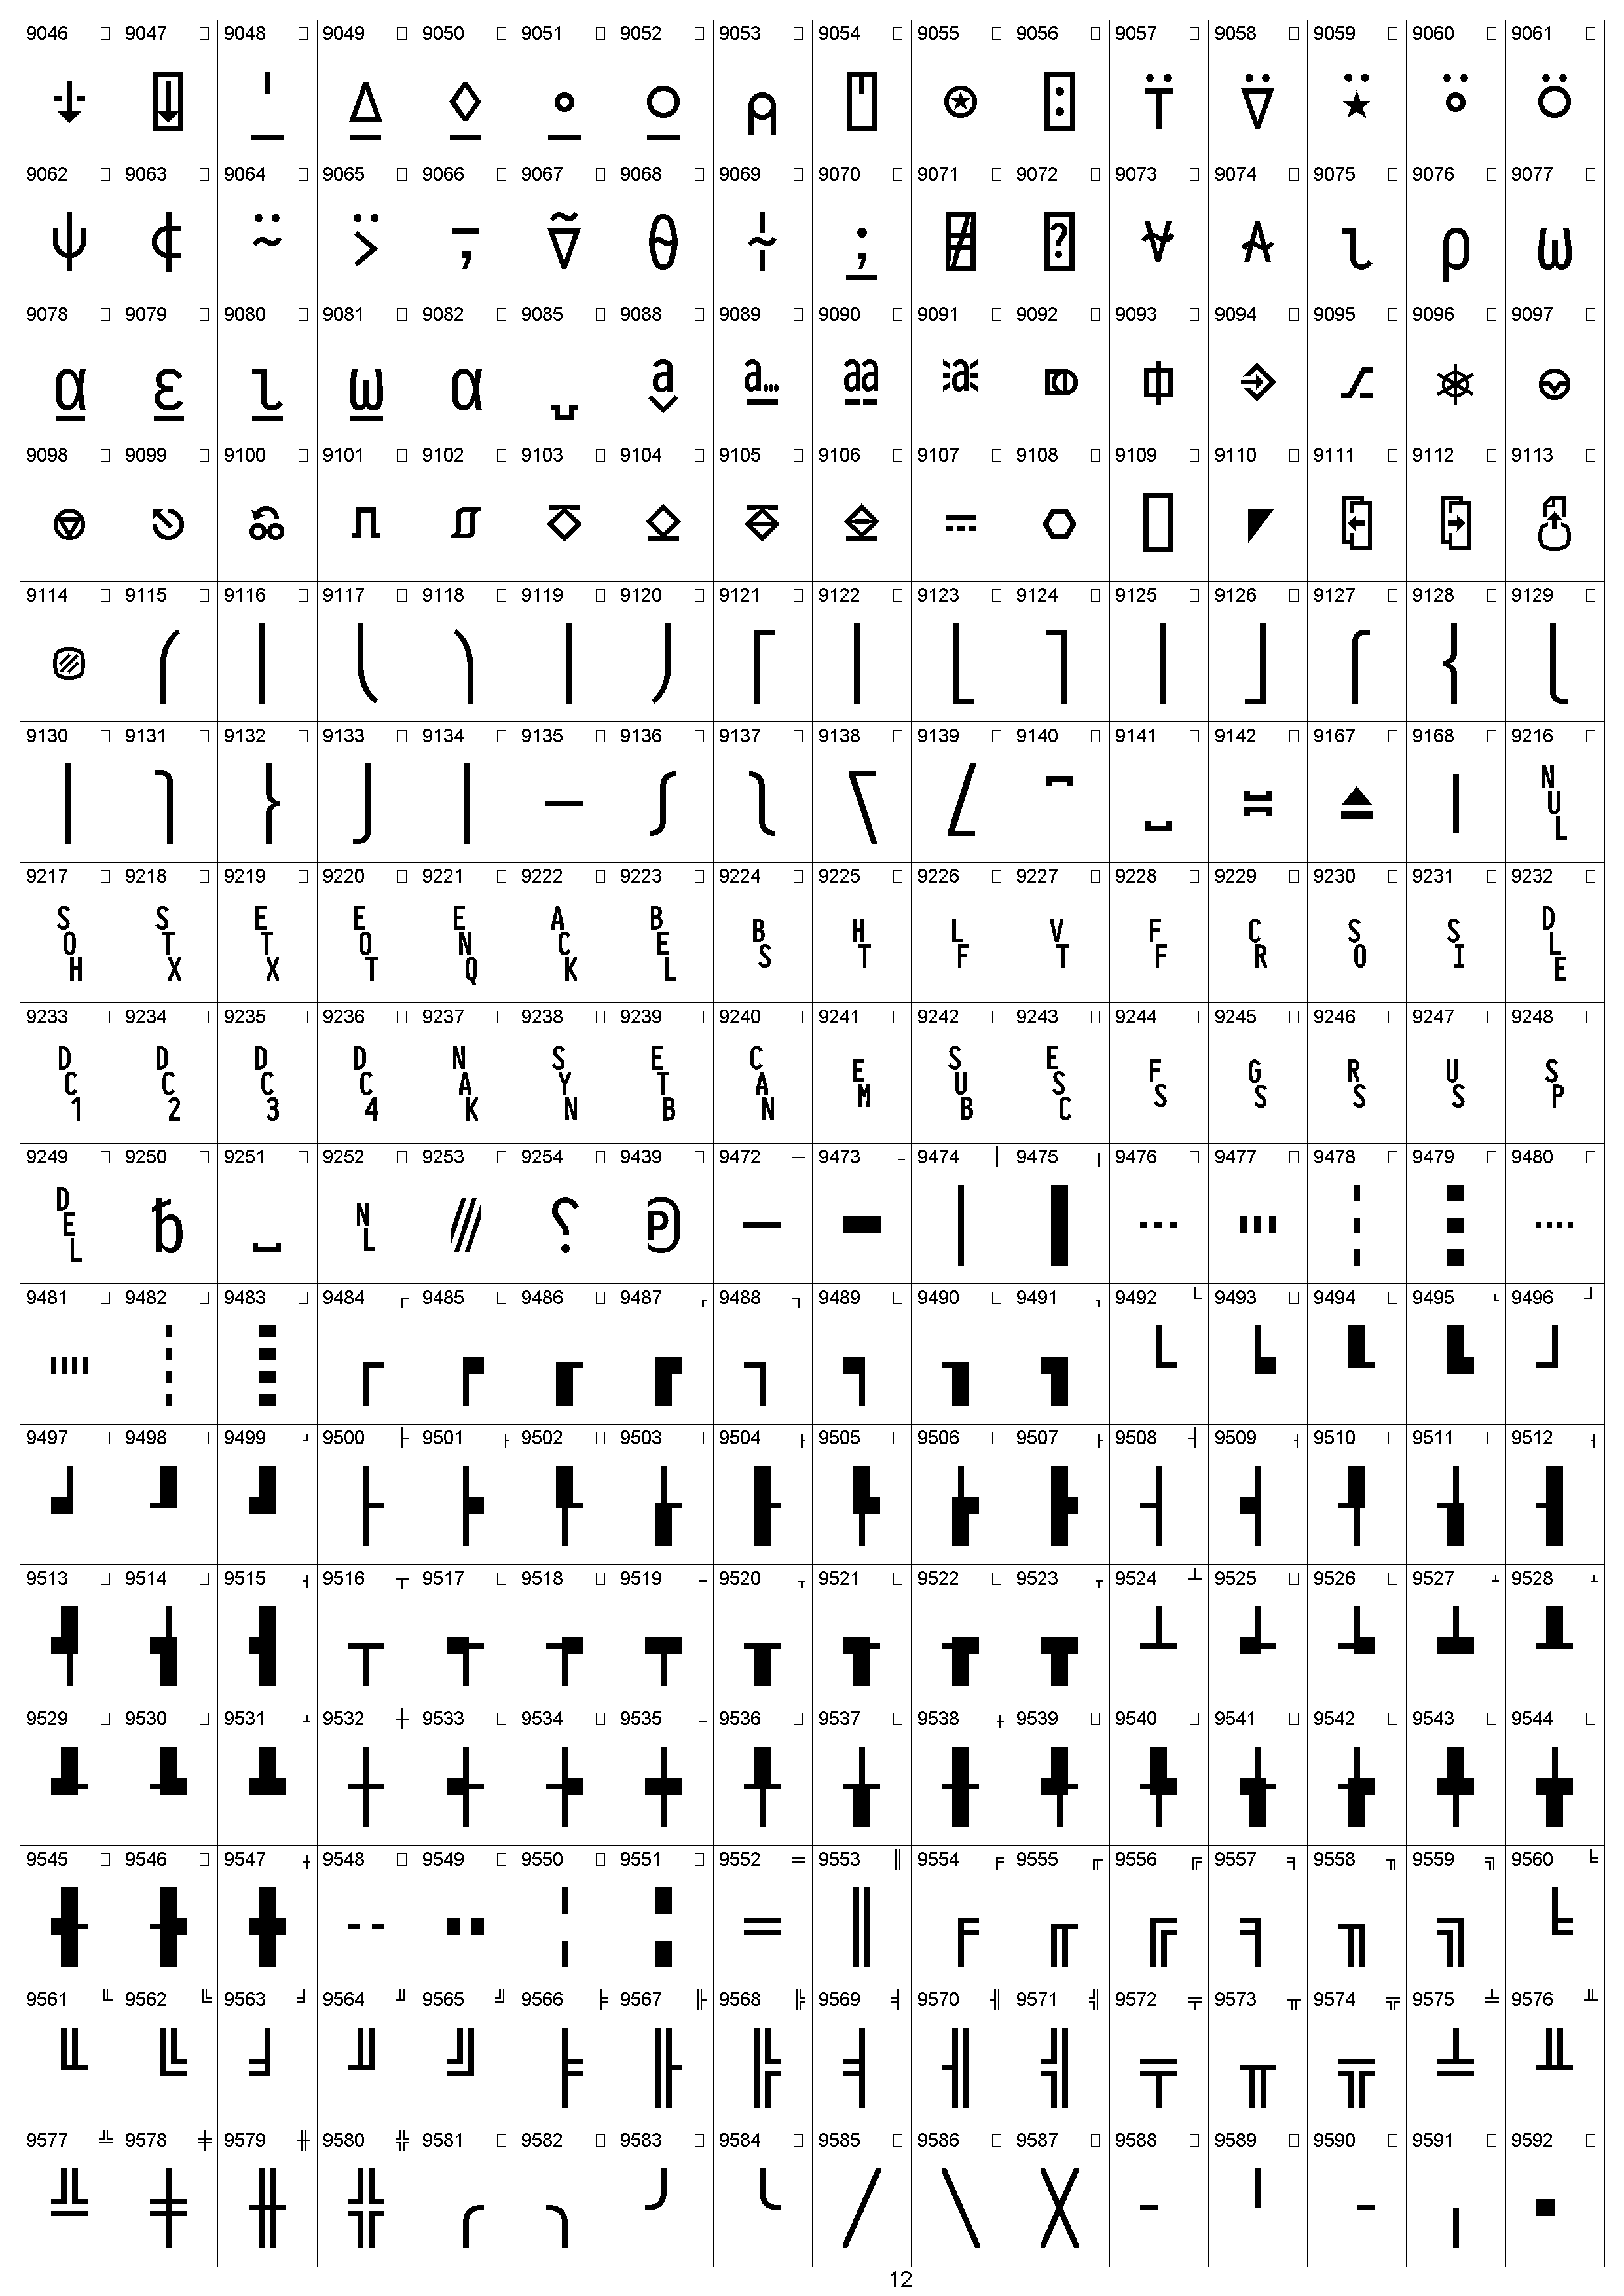 9046 9047 9048 9049 9050 9051 9052 9053 9054 9055 9056 9057 9058 9059 9060 9061
⍖ ⍗ ⍘ ⍙ ⍚ ⍛ ⍜ ⍝ ⍞ ⍟ ⍠ ⍡ ⍢ ⍣ ⍤ ⍥
9062 9063 9064 9065 9066 9067 9068 9069 9070 9071 9072 9073 9074 9075 9076 9077
⍦ ⍧ ⍨ ⍩ ⍪ ⍫ ⍬ ⍭ ⍮ ⍯ ⍰ ⍱ ⍲ ⍳ ⍴ ⍵
9078 9079 9080 9081 9082 9085 9088 9089 9090 9091 9092 9093 9094 9095 9096 9097
⍶ ⍷ ⍸ ⍹ ⍺ ⍽ ⎀ ⎁ ⎂ ⎃ ⎄ ⎅ ⎆ ⎇ ⎈ ⎉
9098 9099 9100 9101 9102 9103 9104 9105 9106 9107 9108 9109 9110 9111 9112 9113
⎊ ⎋ ⎌ ⎍ ⎎ ⎏ ⎐ ⎑ ⎒ ⎓ ⎔ ⎕ ⎖ ⎗ ⎘ ⎙
9114 9115 9116 9117 9118 9119 9120 9121 9122 9123 9124 9125 9126 9127 9128 9129
⎚ ⎛ ⎜ ⎝ ⎞ ⎟ ⎠ ⎡ ⎢ ⎣ ⎤ ⎥ ⎦ ⎧ ⎨ ⎩
9130 9131 9132 9133 9134 9135 9136 9137 9138 9139 9140 9141 9142 9167 9168 9216
⎪ ⎫ ⎬ ⎭ ⎮ ⎯ ⎰ ⎱ ⎲ ⎳ ⎴ ⎵ ⎶ ⏏ ⏐ NUL
9217 9218 9219 9220 9221 9222 9223 9224 9225 9226 9227 9228 9229 9230 9231 9232
SOH STX ETX EOT ENQ ACK BEL BS HT LF VT FF CR SO SI DLE
9233 9234 9235 9236 9237 9238 9239 9240 9241 9242 9243 9244 9245 9246 9247 9248
DC1 DC2 DC3 DC4 NAK SYN ETB CAN EM SUB ESC FS GS RS US SP
9249 9250 9251 9252 9253 9254 9439 9472 9473 9474 9475 9476 9477 9478 9479 9480
DEL ␢ ␣ NL ␥ ␦ Ⓟ ─ ━ │ ┃ ┄ ┅ ┆ ┇ ┈
9481 9482 9483 9484 9485 9486 9487 9488 9489 9490 9491 9492 9493 9494 9495 9496
┉ ┊ ┋ ┌ ┍ ┎ ┏ ┐ ┑ ┒ ┓ └ ┕ ┖ ┗ ┘
9497 9498 9499 9500 9501 9502 9503 9504 9505 9506 9507 9508 9509 9510 9511 9512
┙ ┚ ┛ ├ ┝ ┞ ┟ ┠ ┡ ┢ ┣ ┤ ┥ ┦ ┧ ┨
9513 9514 9515 9516 9517 9518 9519 9520 9521 9522 9523 9524 9525 9526 9527 9528
┩ ┪ ┫ ┬ ┭ ┮ ┯ ┰ ┱ ┲ ┳ ┴ ┵ ┶ ┷ ┸
9529 9530 9531 9532 9533 9534 9535 9536 9537 9538 9539 9540 9541 9542 9543 9544
┹ ┺ ┻ ┼ ┽ ┾ ┿ ╀ ╁ ╂ ╃ ╄ ╅ ╆ ╇ ╈
9545 9546 9547 9548 9549 9550 9551 9552 9553 9554 9555 9556 9557 9558 9559 9560
╉ ╊ ╋ ╌ ╍ ╎ ╏ ═ ║ ╒ ╓ ╔ ╕ ╖ ╗ ╘
9561 9562 9563 9564 9565 9566 9567 9568 9569 9570 9571 9572 9573 9574 9575 9576
╙ ╚ ╛ ╜ ╝ ╞ ╟ ╠ ╡ ╢ ╣ ╤ ╥ ╦ ╧ ╨
9577 9578 9579 9580 9581 9582 9583 9584 9585 9586 9587 9588 9589 9590 9591 9592
╩ ╪ ╫ ╬ ╭ ╮ ╯ ╰ ╱ ╲ ╳ ╴ ╵ ╶ ╷ ╸
12